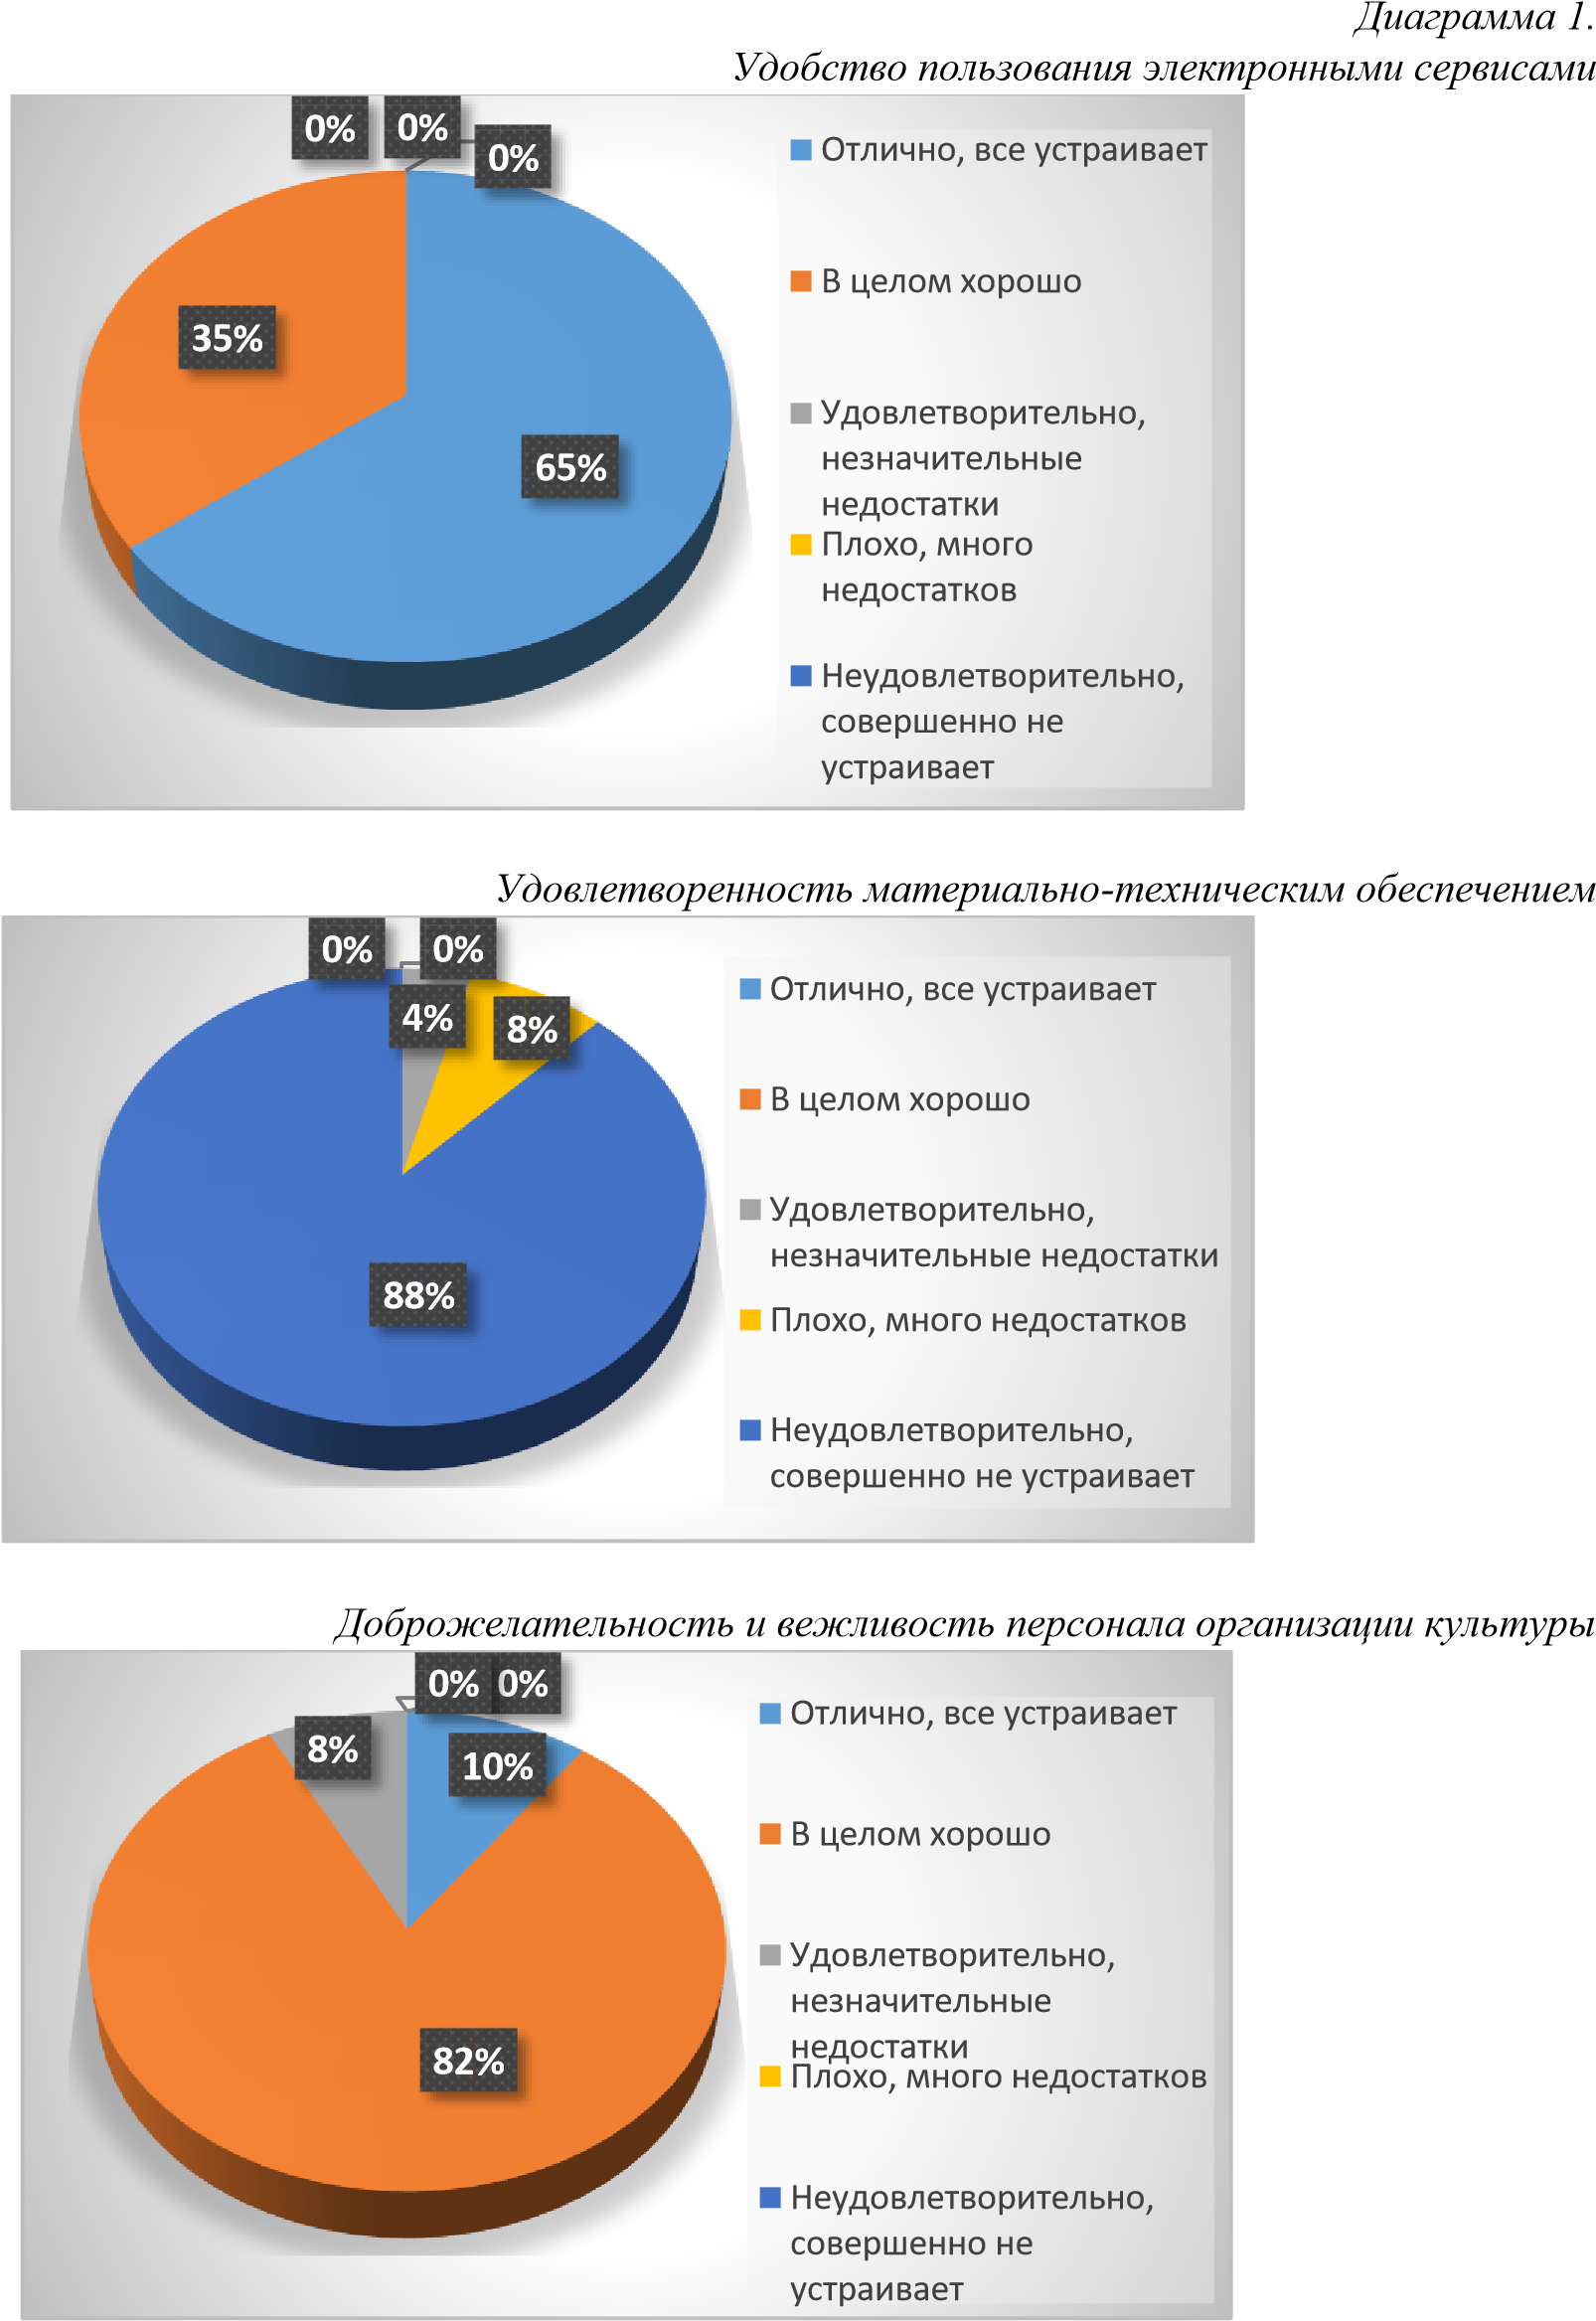 Диаграмма 1.
Удобство пользования электронными сервисами
0%
0%
0%
35%
65%
Отлично, все устраивает
В целом хорошо
Удовлетворительно,
незначительные
недостатки
Плохо, много
недостатков
Неудовлетворительно,
совершенно не
устраивает
Удовлетворенность материально-техническим обеспечением
0%
0%
4%
8%
88%
Отлично, все устраивает
В целом хорошо
Удовлетворительно,
незначительные недостатки
Плохо, много недостатков
Неудовлетворительно,
совершенно не устраивает
Доброжелательность и вежливость персонала организации культуры
0%
0%
8%
10%
82%
Отлично, все устраивает
В целом хорошо
Удовлетворительно,
незначительные
недостатки
Плохо, много недостатков
Неудовлетворительно,
совершенно не
устраивает